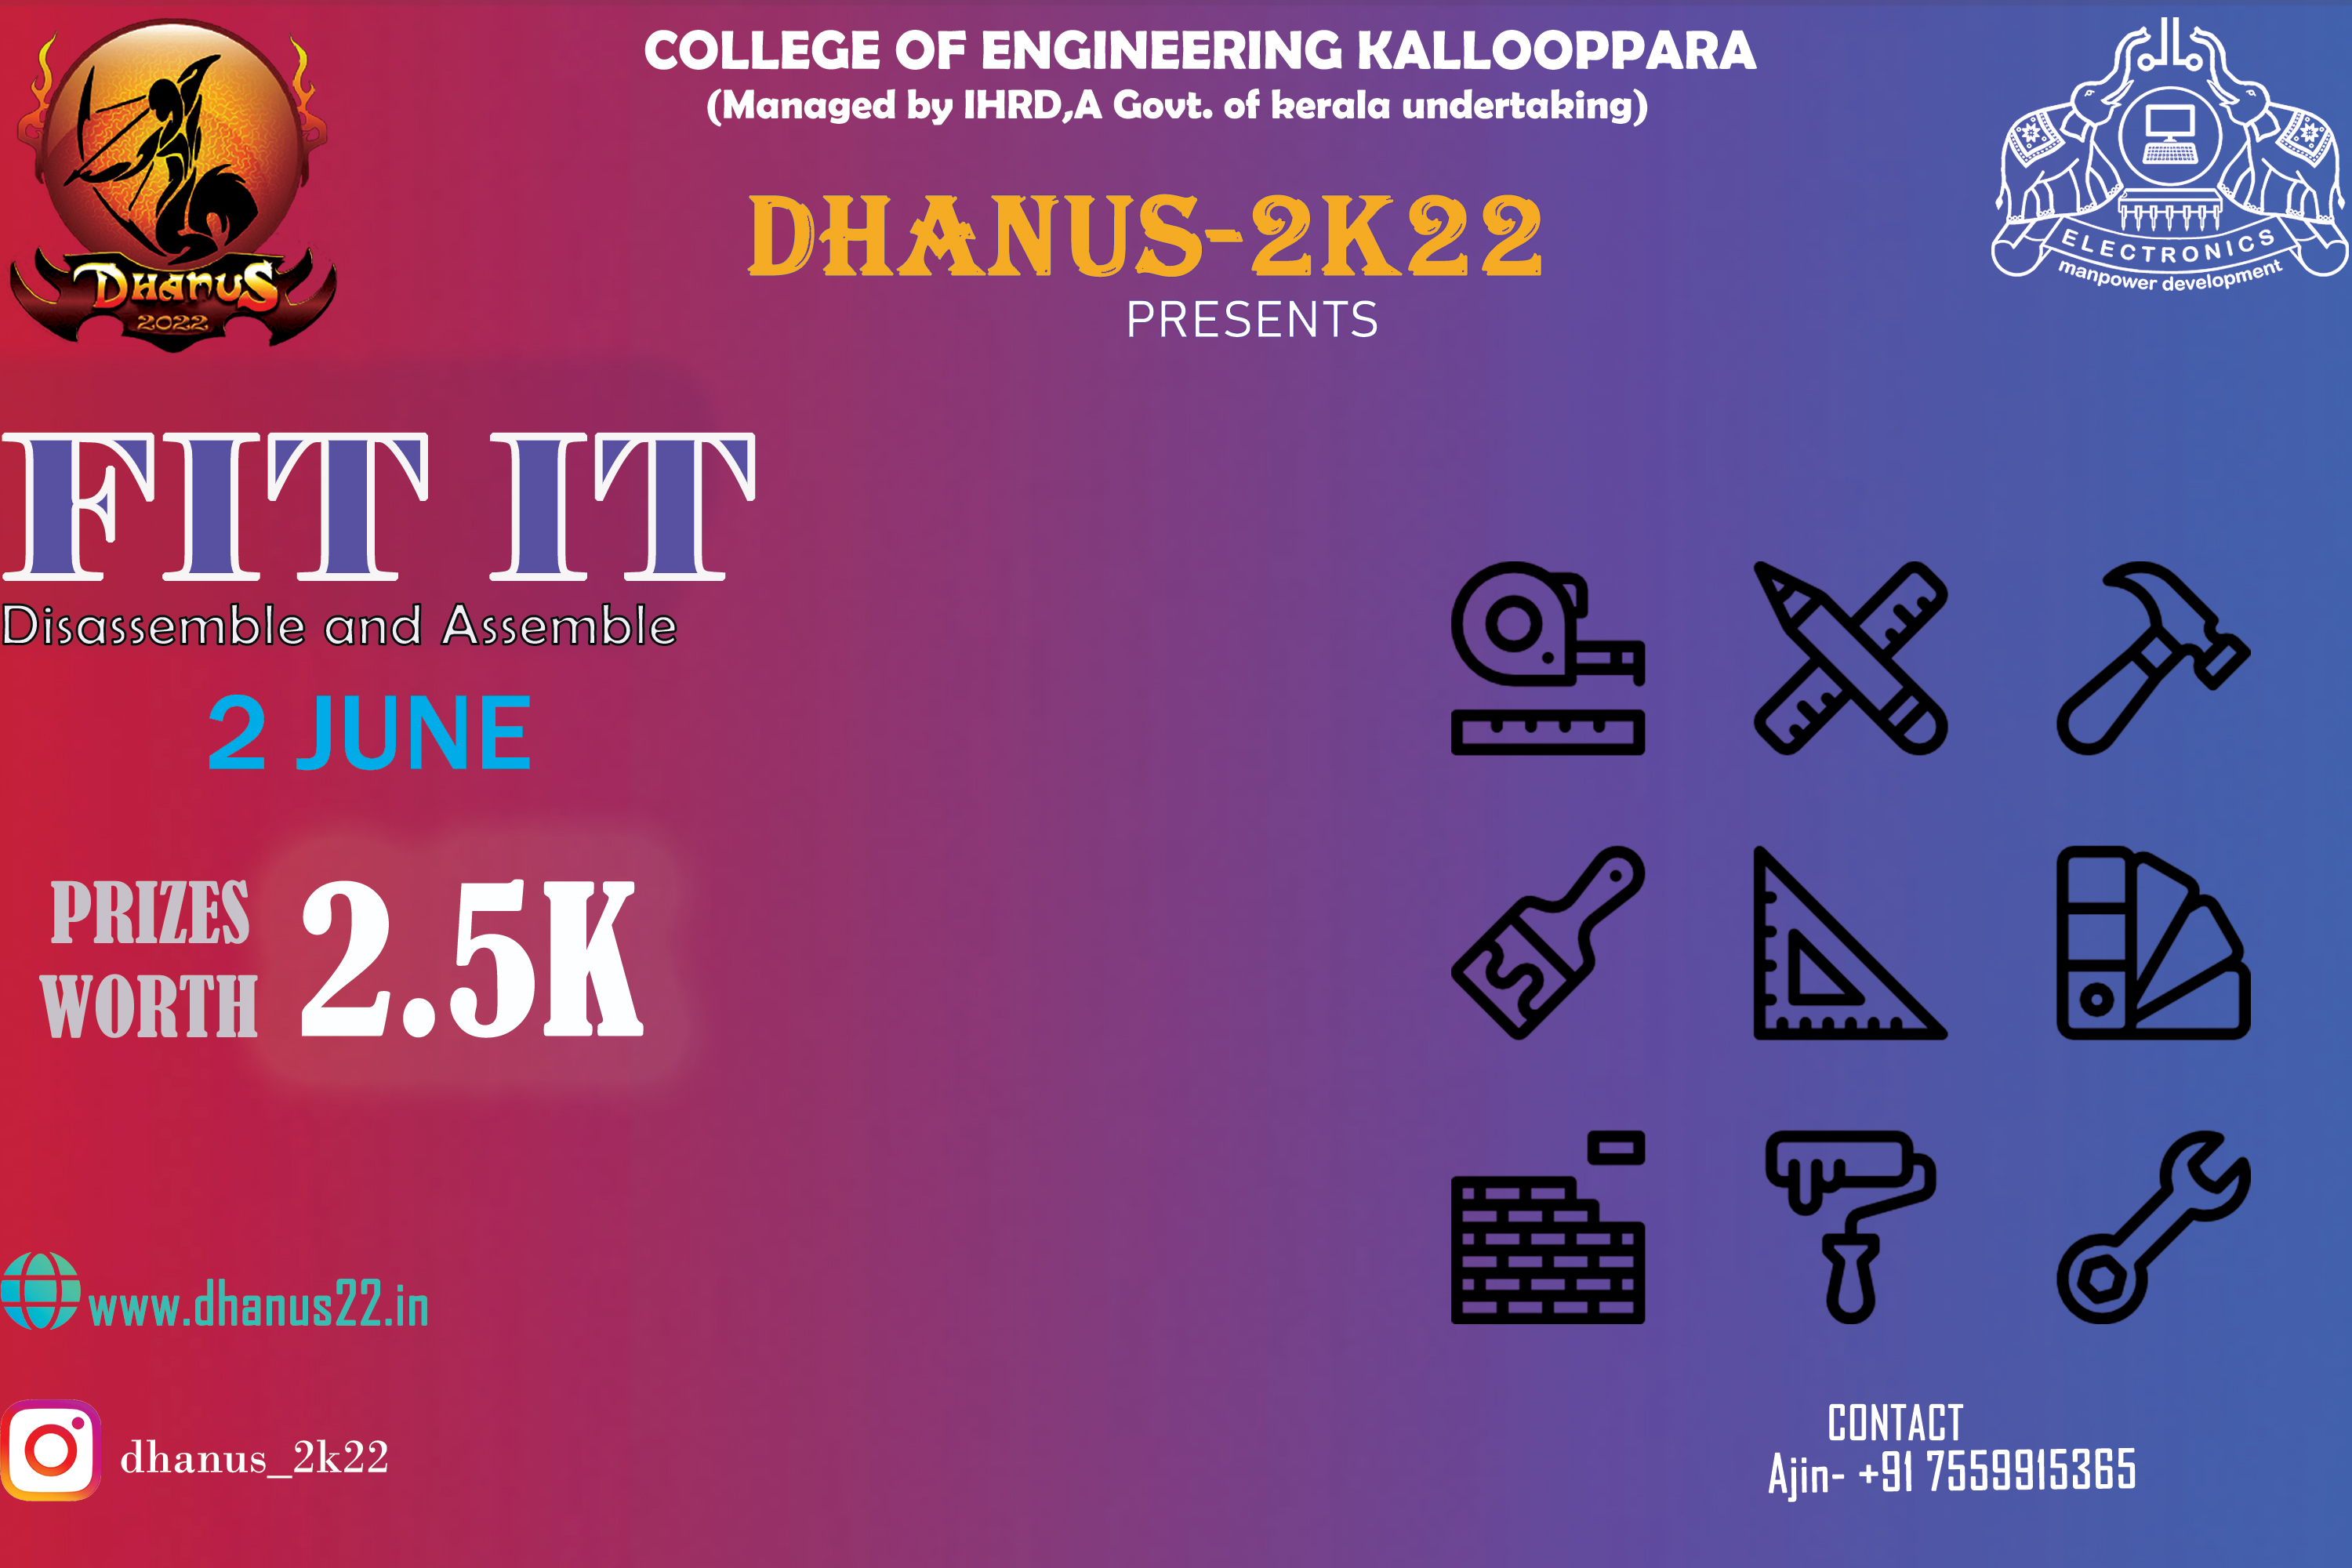 COLLEGE OF ENGINEERING KALLOOPPARA
(Managed by IHRD,A Govt. of kerala undertaking)
DHANUS-2K22
PRESENTS
DHANUS
2022
ELECTRONICS
manpower development
FIT IT
Disassemble and Assemble
2 JUNE
PRIZES
WORTH
2.5K
www.dhanus22.in
dhanus_2k22
CONTACT
Ajin- +91 7559915365